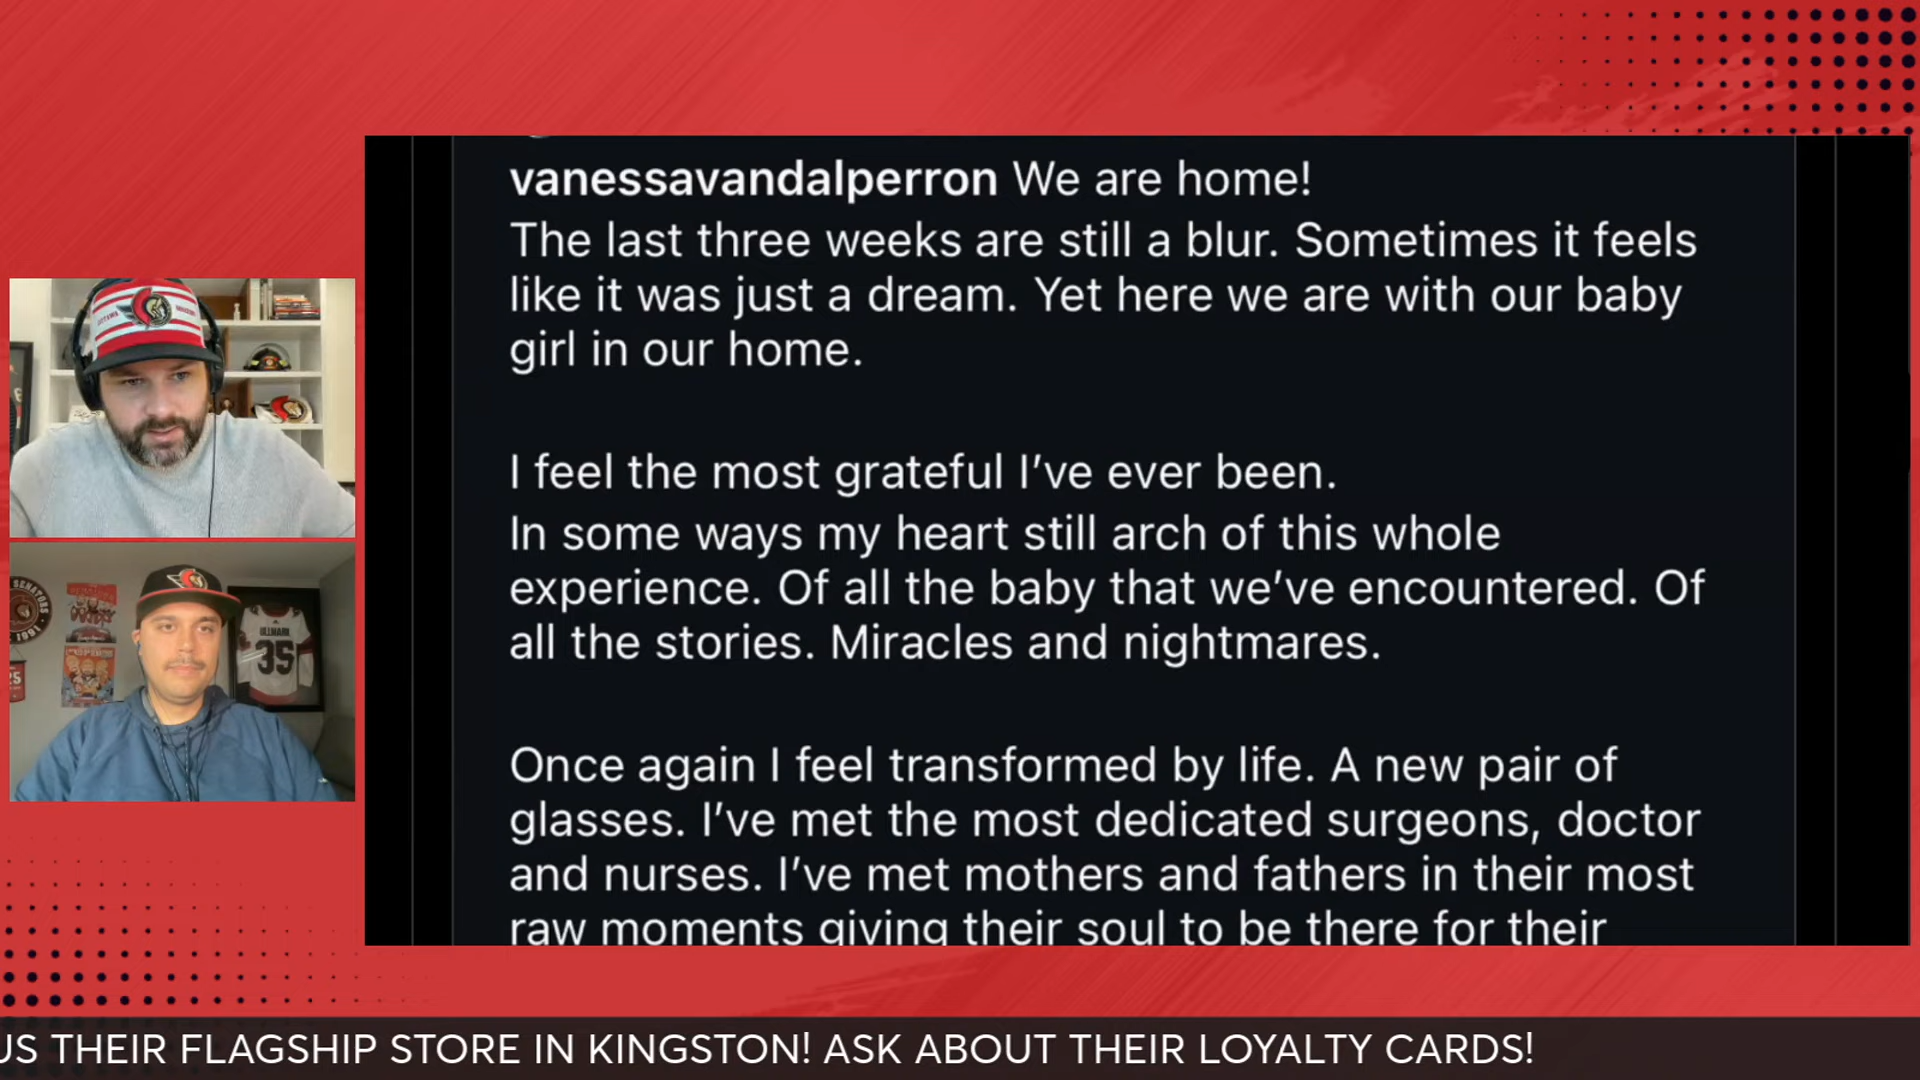 vanessavandalperron We are home!
The last three weeks are still a blur. Sometimes it feels
like it was just a dream. Yet here we are with our baby
girl in our home.
I feel the most grateful I've ever been.
In some ways my heart still arch of this whole
experience. Of all the baby that we've encountered. Of
all the stories. Miracles and nightmares.
Once again I feel transformed by life. A new pair of
glasses. I've met the most dedicated surgeons, doctor
and nurses. I've met mothers and fathers in their most
raw moments giving their soul to be there for their
SENATORS
1991
ULLMARK
35
US THEIR FLAGSHIP STORE IN KINGSTON! ASK ABOUT THEIR LOYALTY CARDS!